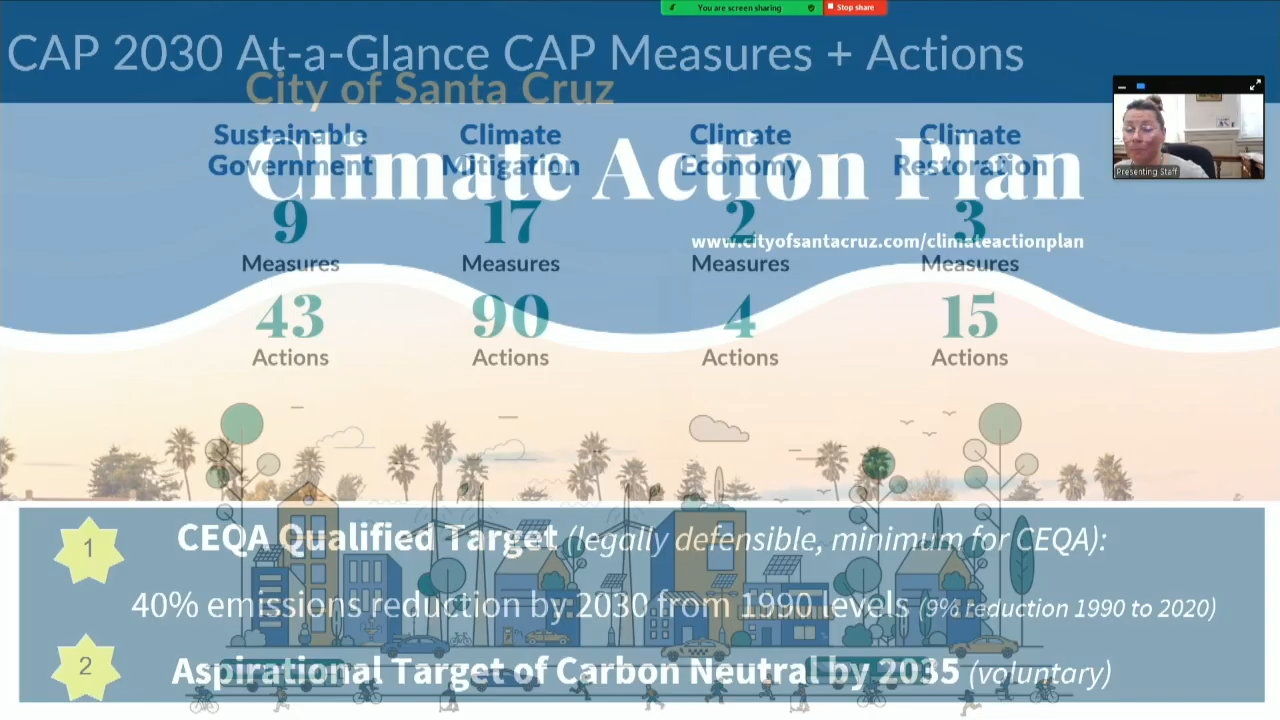 You are screen sharing
Stop share
CAP 2030 At-a-Glance CAP Measures + Actions
City of Santa Cruz
Climate Action Plan
www.cityofsantacruz.com/climateactionplan
Presenting Staff
Sustainable Government
Climate Mitigation
Climate Economy
Climate Restoration
9
17
2
3
Measures
Measures
Measures
Measures
43
90
4
15
Actions
Actions
Actions
Actions
1
CEQA Qualified Target (legally defensible, minimum for CEQA):
40% emissions reduction by 2030 from 1990 levels (9% reduction 1990 to 2020)
2
Aspirational Target of Carbon Neutral by 2035 (voluntary)